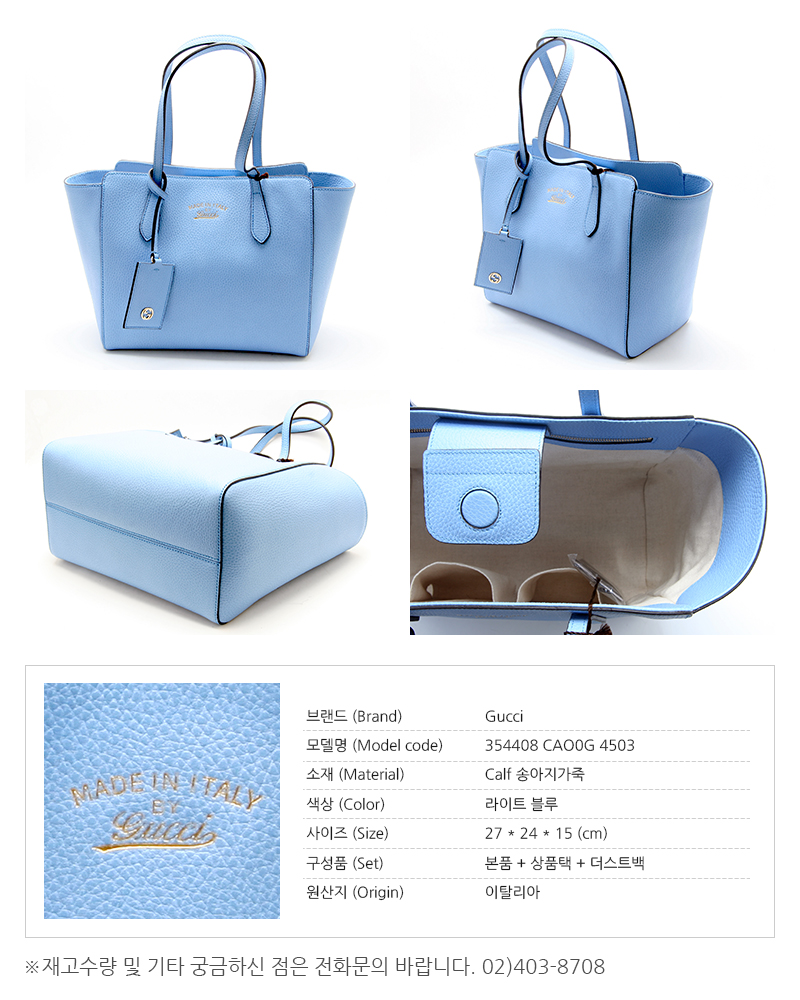 MADE IN ITALY
BY
Gucci
브랜드 (Brand) Gucci
모델명 (Model code) 354408 CAO0G 4503
소재 (Material) Calf 송아지가죽
색상 (Color) 라이트 블루
사이즈 (Size) 27 * 24 * 15 (cm)
구성품 (Set) 본품 + 상품택 + 더스트백
원산지 (Origin) 이탈리아
※재고수량 및 기타 궁금하신 점은 전화문의 바랍니다. 02)403-8708